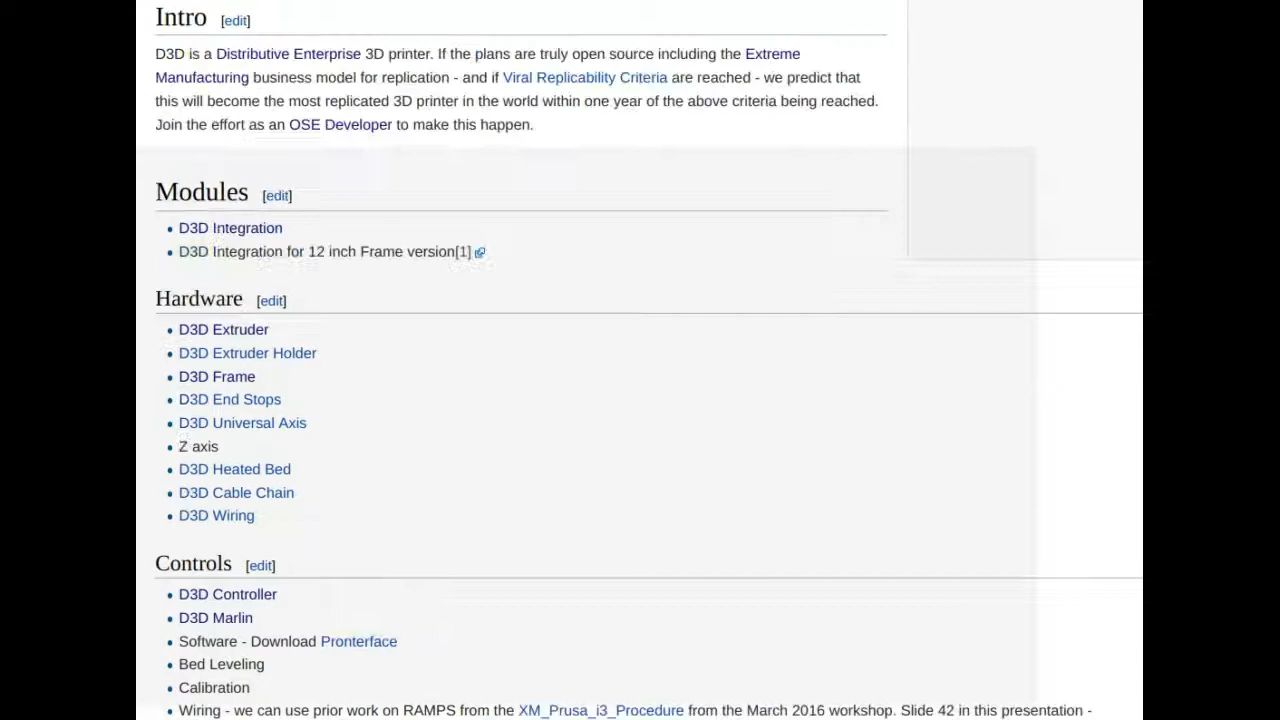 Intro [edit]
D3D is a Distributive Enterprise 3D printer. If the plans are truly open source including the Extreme
Manufacturing business model for replication - and if Viral Replicability Criteria are reached - we predict that
this will become the most replicated 3D printer in the world within one year of the above criteria being reached.
Join the effort as an OSE Developer to make this happen.
Modules [edit]
D3D Integration
D3D Integration for 12 inch Frame version[1]
Hardware [edit]
D3D Extruder
D3D Extruder Holder
D3D Frame
D3D End Stops
D3D Universal Axis
Z axis
D3D Heated Bed
D3D Cable Chain
D3D Wiring
Controls [edit]
D3D Controller
D3D Marlin
Software - Download Pronterface
Bed Leveling
Calibration
Wiring - we can use prior work on RAMPS from the XM_Prusa_i3_Procedure from the March 2016 workshop. Slide 42 in this presentation -